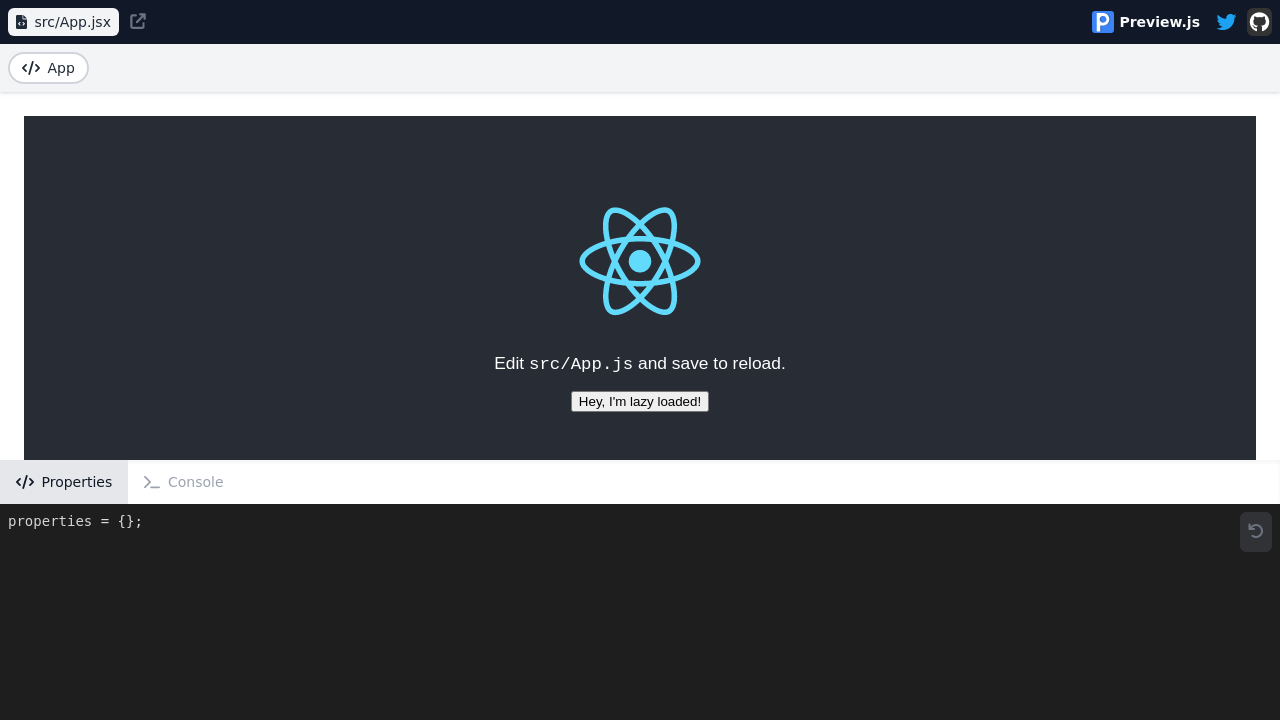 src/App.jsx
Preview.js
App
Edit src/App.js and save to reload.
Hey, I'm lazy loaded!
Properties
Console
properties = {};